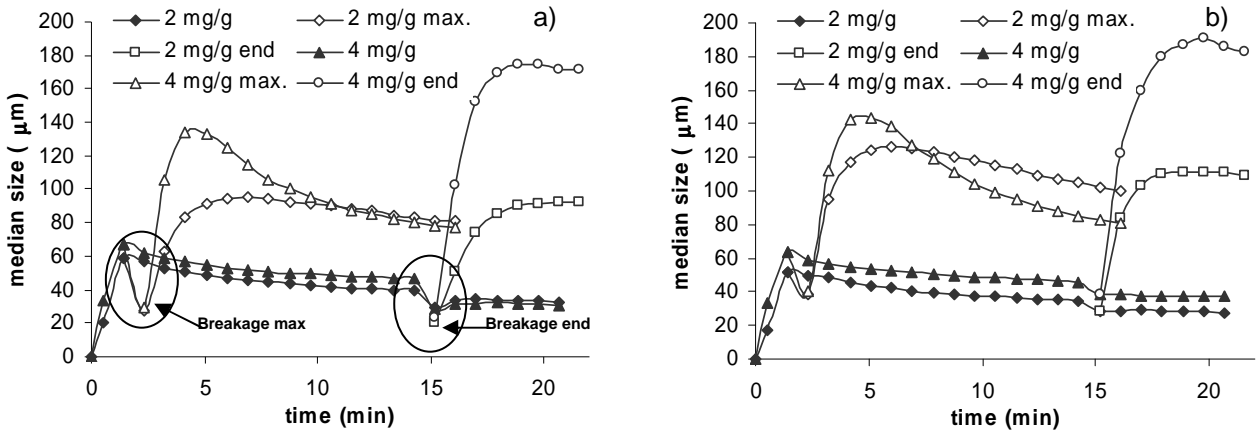 2 mg/g 2 mg/g max. a)
2 mg/g end 4 mg/g
4 mg/g max. 4 mg/g end
200
180
160
140
120
100
80
60
40
20
0
median size ( μm)
Breakage max
Breakage end
0 5 10 15 20
time (min)
2 mg/g 2 mg/g max. b)
2 mg/g end 4 mg/g
4 mg/g max. 4 mg/g end
200
180
160
140
120
100
80
60
40
20
0
median size ( μm)
0 5 10 15 20
time (min)